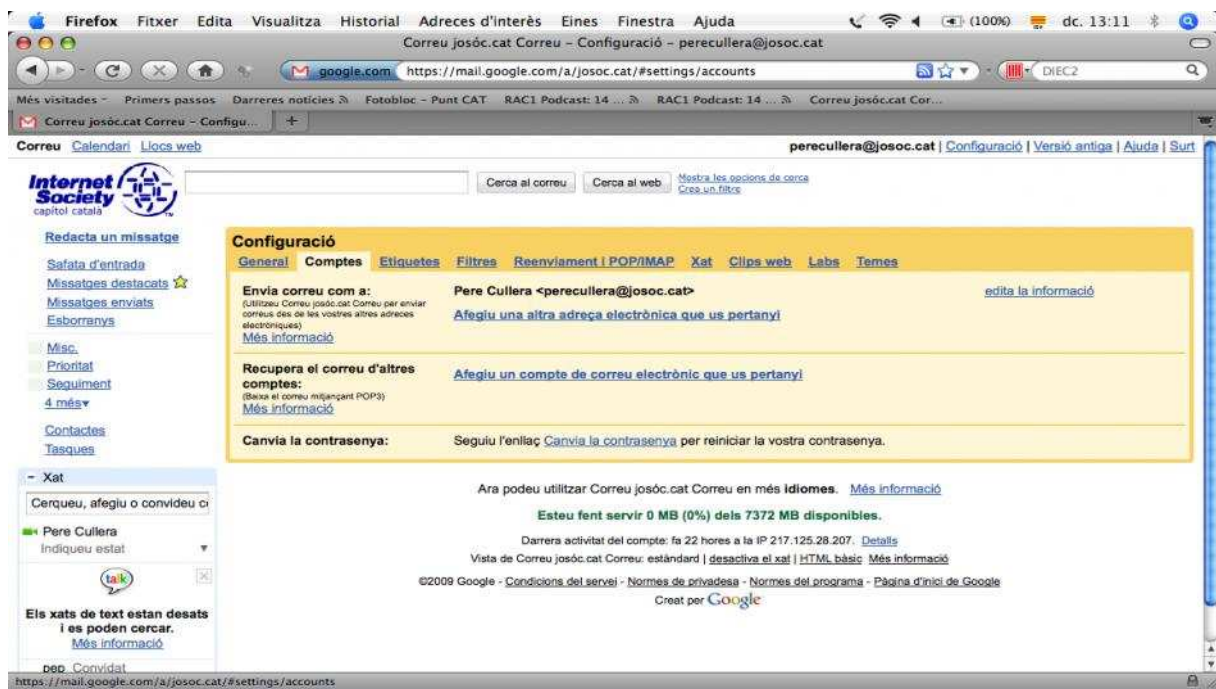 Firefox Fitxer Edita Visualitza Historial Adreces d'interès Eines Finestra Ajuda (100%) dc. 13:11
Correu josóc.cat Correu – Configuració – perecullera@josoc.cat
google.com https://mail.google.com/a/josoc.cat/#settings/accounts DIEC2
Més visitades Primers passos Darreres notícies Fotobloc – Punt CAT RAC1 Podcast: 14 ... RAC1 Podcast: 14 ... Correu josóc.cat Cor...
Correu josóc.cat Correu – Configu... +
Correu Calendari Llocs web perecullera@josoc.cat | Configuració | Versió antiga | Ajuda | Surt
Internet
Society
capítol català
TM
Cerca al correu Cerca al web
Mostra les opcions de cerca
Crea un filtre
Redacta un missatge
Safata d'entrada
Missatges destacats
Missatges enviats
Esborranys
Misc.
Prioritat
Seguiment
4 més▾
Contactes
Tasques
– Xat
Cerqueu, afegiu o convideu co
Pere Cullera
Indiqueu estat
talk
Els xats de text estan desats
i es poden cercar.
Més informació
pep Convidat
Configuració
General Comptes Etiquetes Filtres Reenviament i POP/IMAP Xat Clips web Labs Temes
Envia correu com a:
(Utilitzeu Correu josóc.cat Correu per enviar
correus des de les vostres altres adreces
electròniques)
Més informació
Pere Cullera <perecullera@josoc.cat>
edita la informació
Afegiu una altra adreça electrònica que us pertanyi
Recupera el correu d'altres
comptes:
(Baixa el correu mitjançant POP3)
Més informació
Afegiu un compte de correu electrònic que us pertanyi
Canvia la contrasenya:
Seguiu l'enllaç Canvia la contrasenya per reiniciar la vostra contrasenya.
Ara podeu utilitzar Correu josóc.cat Correu en més idiomes. Més informació
Esteu fent servir 0 MB (0%) dels 7372 MB disponibles.
Darrera activitat del compte: fa 22 hores a la IP 217.125.28.207. Detalls
Vista de Correu josóc.cat Correu: estàndard | desactiva el xat | HTML bàsic Més informació
©2009 Google - Condicions del servei - Normes de privadesa - Normes del programa - Pàgina d'inici de Google
Creat per Google
https://mail.google.com/a/josoc.cat/#settings/accounts